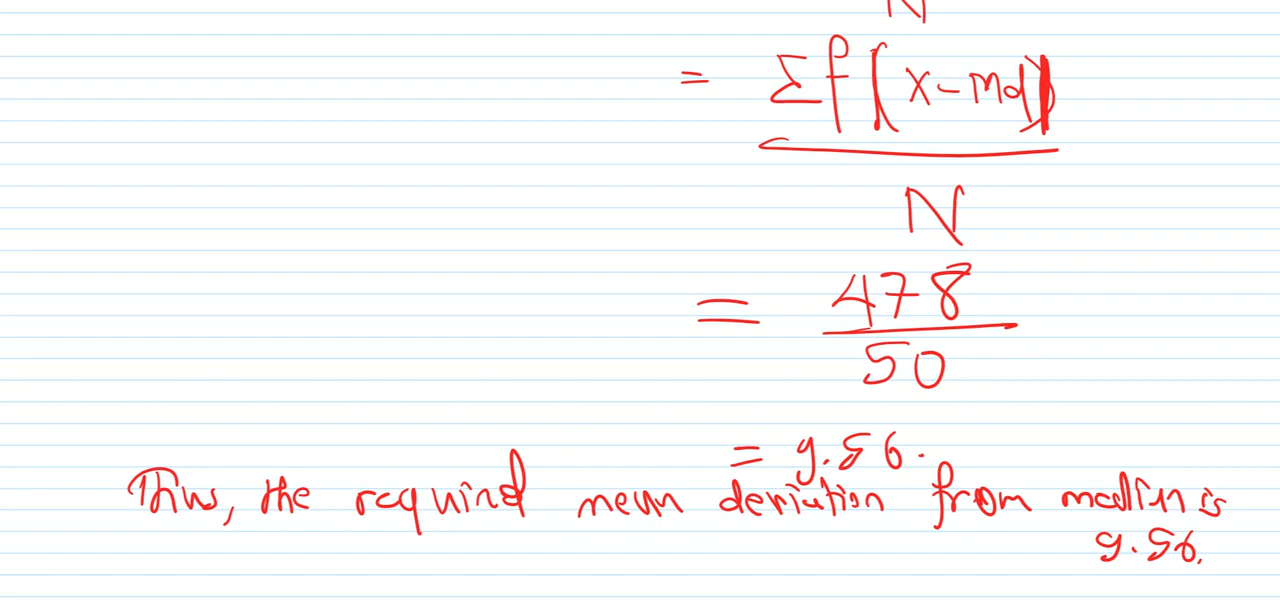 N
= Σf|x-Md|
N
= 478
50
= 9.56.
Thus, the required mean deviation from median is
9.56.